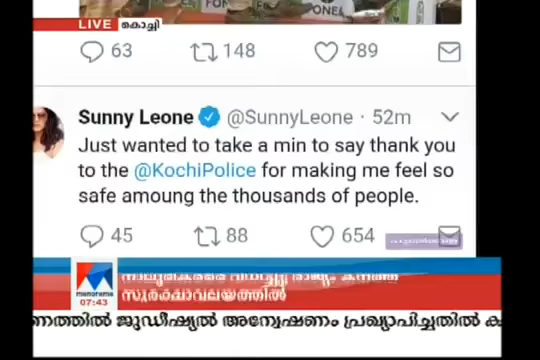 LIVE കൊച്ചി
63 148 789
Sunny Leone @SunnyLeone · 52m
Just wanted to take a min to say thank you
to the @KochiPolice for making me feel so
safe amoung the thousands of people.
45 88 654
manorama
07:43
രാജ്യം കനത്ത
സുരക്ഷാവലയത്തിൽ
ണത്തിൽ ജുഡീഷ്യൽ അന്വേഷണം പ്രഖ്യാപിച്ചതിൽ